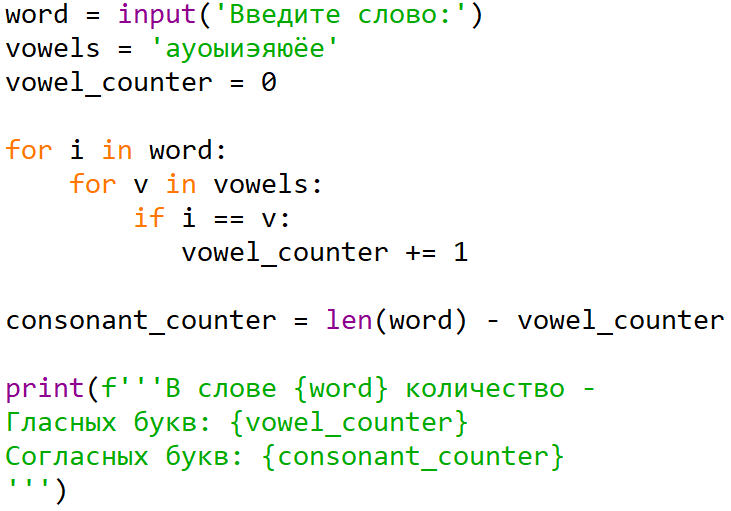 word = input('Введите слово:')
vowels = 'ауоыиэяюёе'
vowel_counter = 0

for i in word:
    for v in vowels:
        if i == v:
           vowel_counter += 1

consonant_counter = len(word) - vowel_counter

print(f'''В слове {word} количество -
Гласных букв: {vowel_counter}
Согласных букв: {consonant_counter}
''')